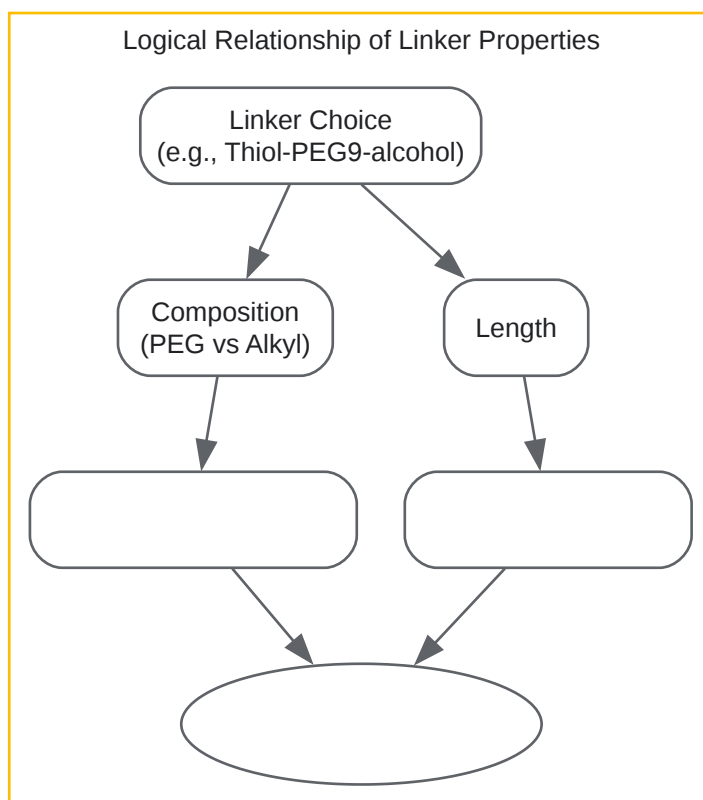 Logical Relationship of Linker Properties
Linker Choice
(e.g., Thiol-PEG9-alcohol)
Composition
(PEG vs Alkyl)
Length